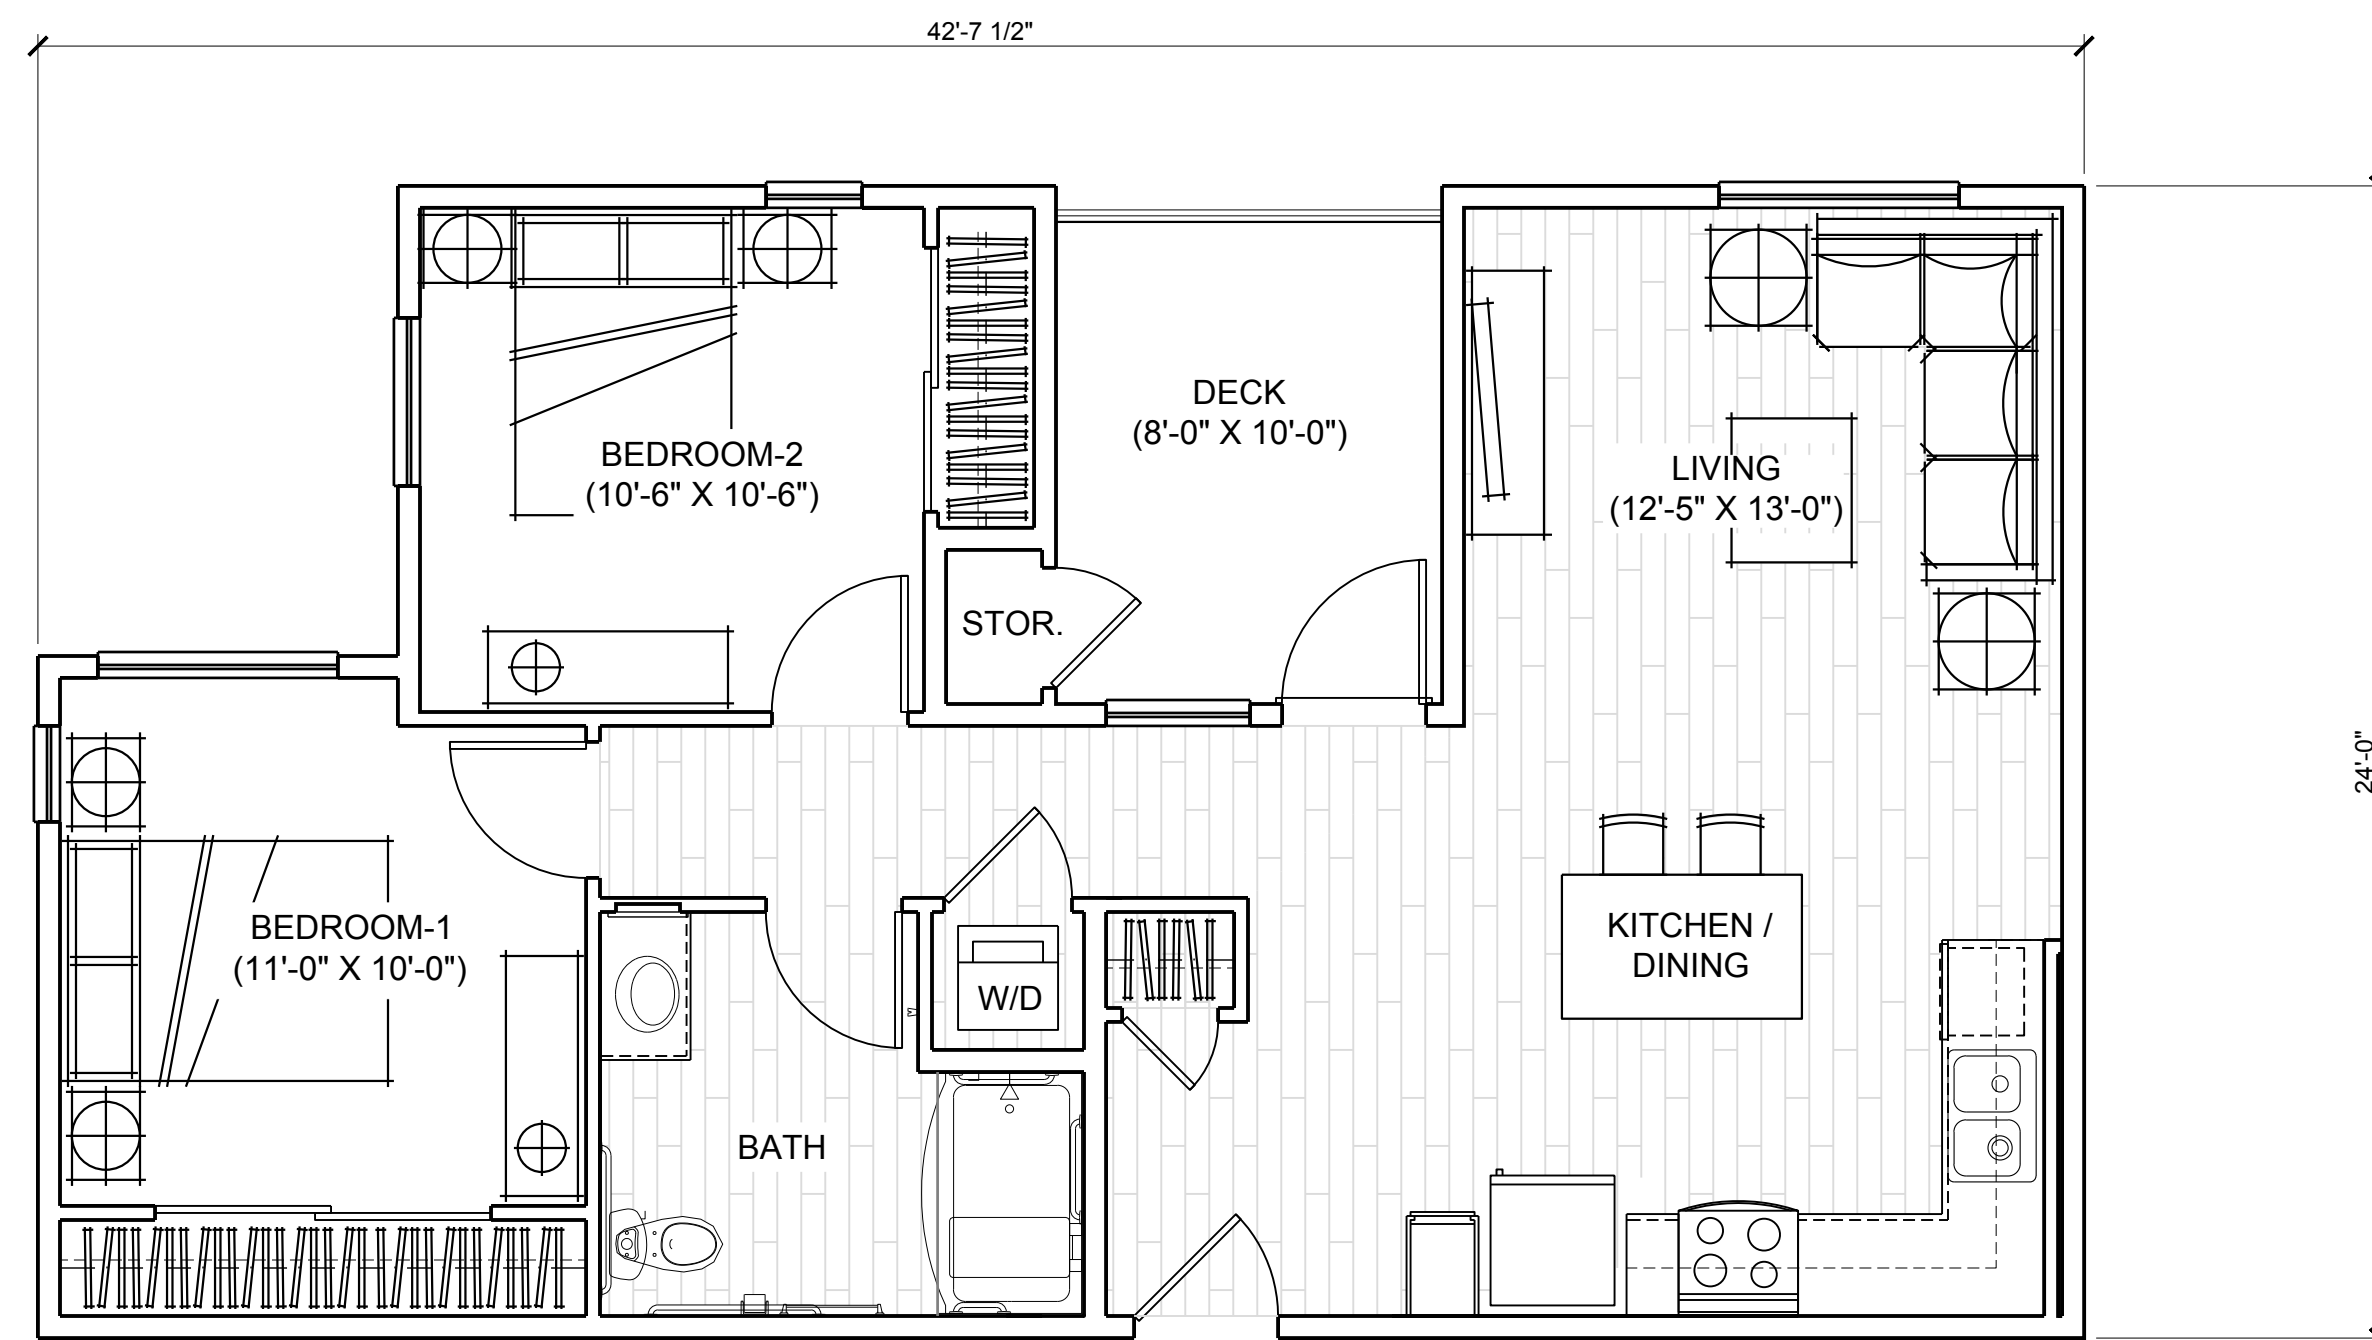 42'-7 1/2"
DECK
(8'-0" X 10'-0")
BEDROOM-2
(10'-6" X 10'-6")
LIVING
(12'-5" X 13'-0")
STOR.
24'-0"
BEDROOM-1
(11'-0" X 10'-0")
KITCHEN /
DINING
W/D
BATH